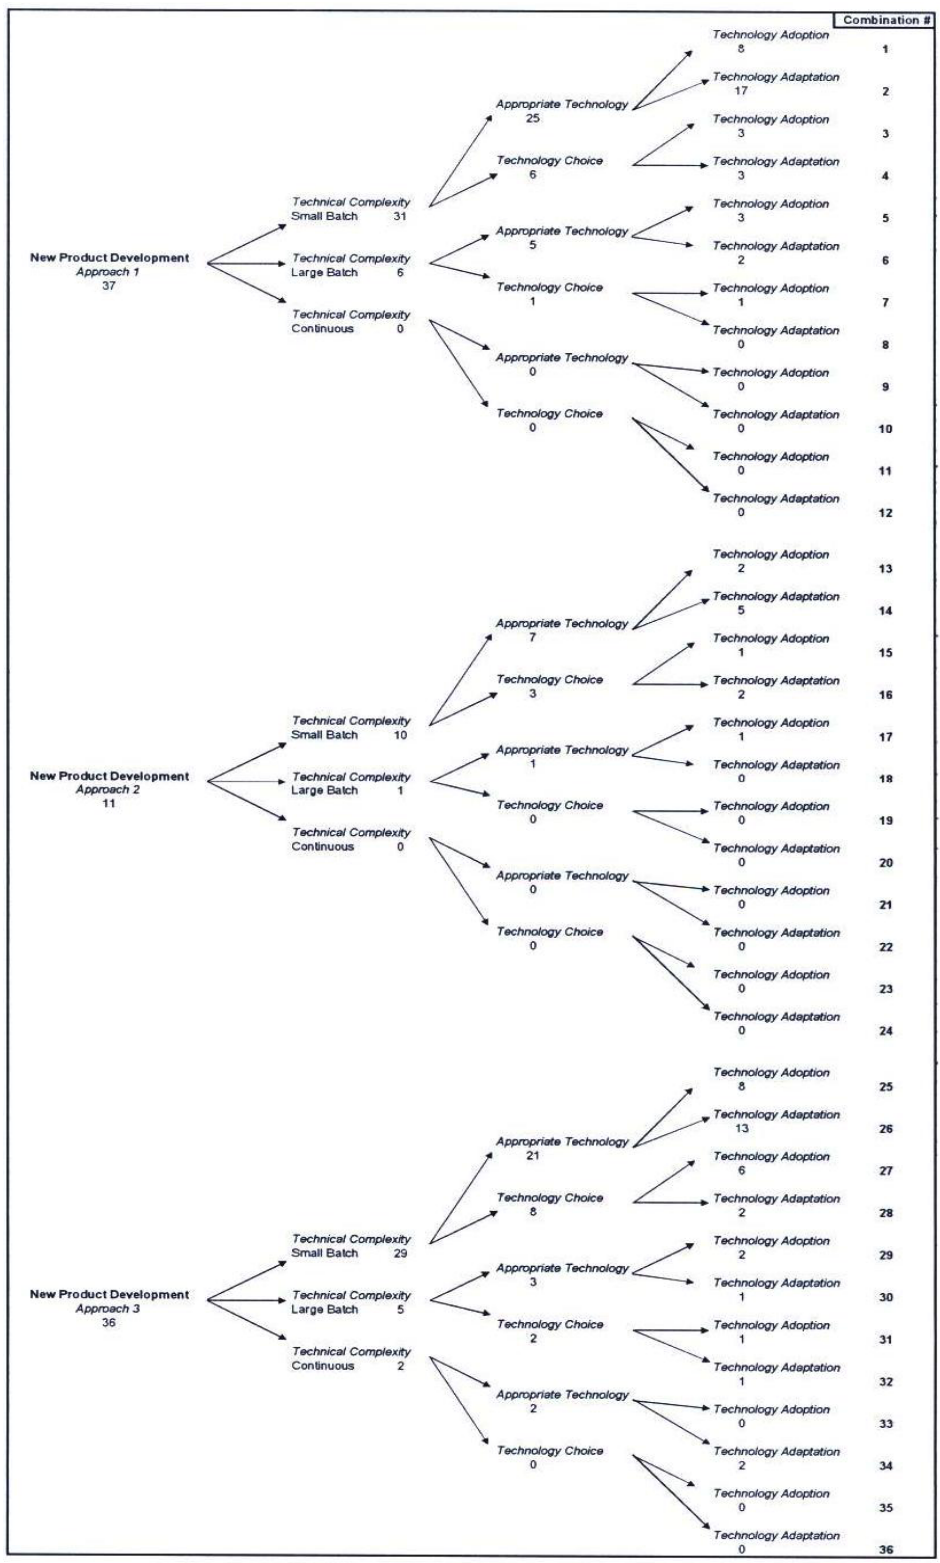 Combination #
Technology Adoption
8 1
Technology Adaptation
17 2
Appropriate Technology
25
Technology Adoption
3 3
Technology Choice
6
Technology Adaptation
3 4
Technical Complexity
Small Batch 31
Technology Adoption
3 5
Appropriate Technology
5
Technology Adaptation
2 6
New Product Development
Approach 1
37
Technical Complexity
Large Batch 6
Technology Choice
1
Technology Adoption
1 7
Technical Complexity
Continuous 0
Technology Adaptation
0 8
Appropriate Technology
0
Technology Adoption
0 9
Technology Choice
0
Technology Adaptation
0 10
Technology Adoption
0 11
Technology Adaptation
0 12
Technology Adoption
2 13
Technology Adaptation
5 14
Appropriate Technology
7
Technology Adoption
1 15
Technology Choice
3
Technology Adaptation
2 16
Technical Complexity
Small Batch 10
Technology Adoption
1 17
Appropriate Technology
1
Technology Adaptation
0 18
New Product Development
Approach 2
11
Technical Complexity
Large Batch 1
Technology Choice
0
Technology Adoption
0 19
Technical Complexity
Continuous 0
Technology Adaptation
0 20
Appropriate Technology
0
Technology Adoption
0 21
Technology Choice
0
Technology Adaptation
0 22
Technology Adoption
0 23
Technology Adaptation
0 24
Technology Adoption
8 25
Technology Adaptation
13 26
Appropriate Technology
21
Technology Adoption
6 27
Technology Choice
8
Technology Adaptation
2 28
Technical Complexity
Small Batch 29
Technology Adoption
2 29
Appropriate Technology
3
Technology Adaptation
1 30
New Product Development
Approach 3
36
Technical Complexity
Large Batch 5
Technology Choice
2
Technology Adoption
1 31
Technical Complexity
Continuous 2
Technology Adaptation
1 32
Appropriate Technology
2
Technology Adoption
0 33
Technology Choice
0
Technology Adaptation
2 34
Technology Adoption
0 35
Technology Adaptation
0 36